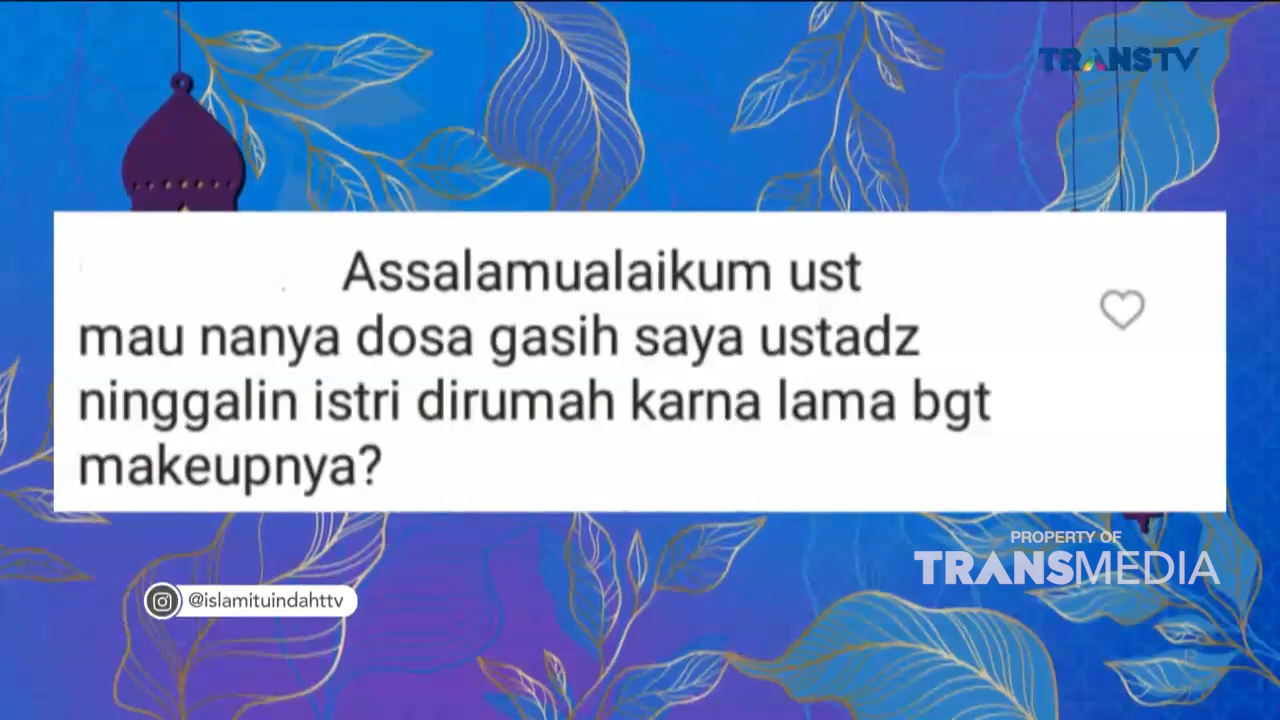 TRANSTV
Assalamualaikum ust
mau nanya dosa gasih saya ustadz
ninggalin istri dirumah karna lama bgt
makeupnya?
PROPERTY OF
TRANSMEDIA
@islamituindahttv